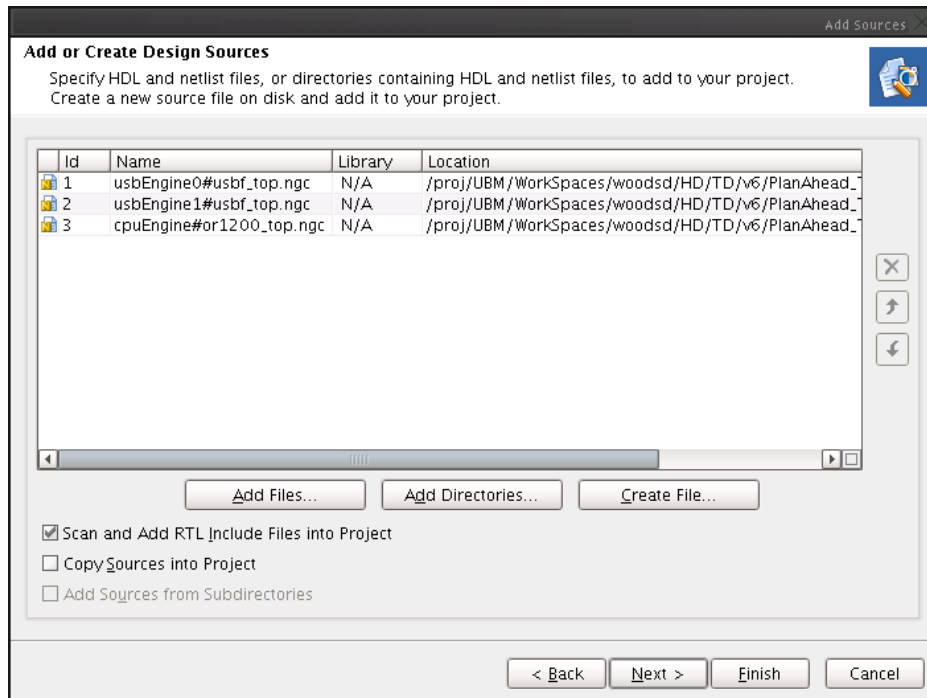 Add Sources
Add or Create Design Sources
Specify HDL and netlist files, or directories containing HDL and netlist files, to add to your project.
Create a new source file on disk and add it to your project.
Id Name Library Location
1 usbEngine0#usbf_top.ngc N/A /proj/UBM/WorkSpaces/woodsd/HD/TD/v6/PlanAhead_T
2 usbEngine1#usbf_top.ngc N/A /proj/UBM/WorkSpaces/woodsd/HD/TD/v6/PlanAhead_T
3 cpuEngine#or1200_top.ngc N/A /proj/UBM/WorkSpaces/woodsd/HD/TD/v6/PlanAhead_T
Add Files... Add Directories... Create File...
Scan and Add RTL Include Files into Project
Copy Sources into Project
Add Sources from Subdirectories
< Back Next > Finish Cancel